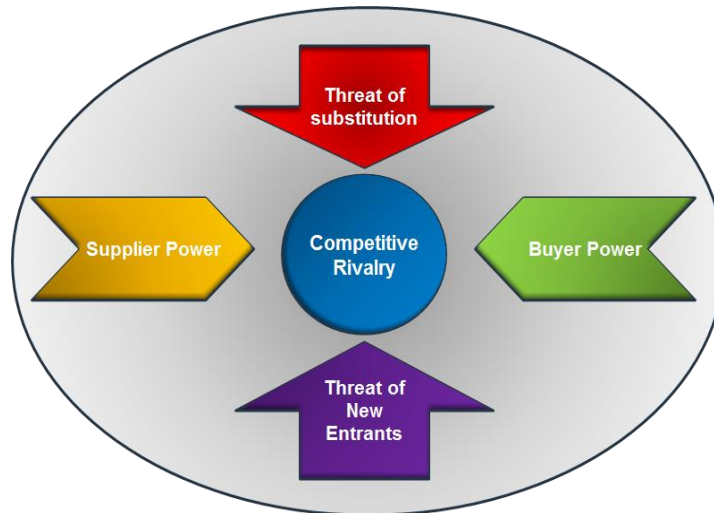 Threat of
substitution
Supplier Power
Competitive
Rivalry
Buyer Power
Threat of
New
Entrants